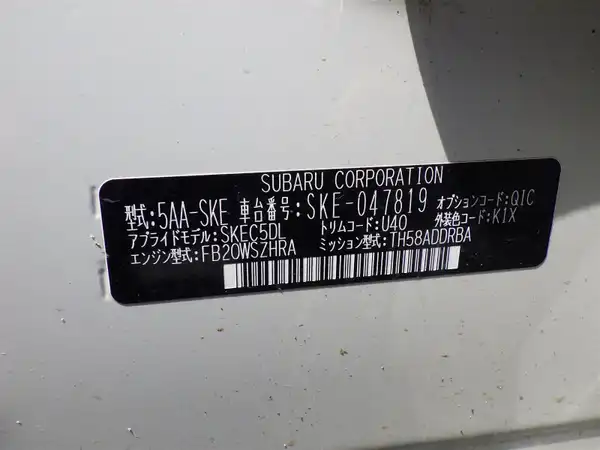 SUBARU CORPORATION
型式:5AA-SKE 車台番号:SKE-047819 オプションコード:QIC
アプライドモデル:SKEC5DL トリムコード:U40 外装色コード:K1X
エンジン型式:FB20WSZHRA ミッション型式:TH58ADDRBA